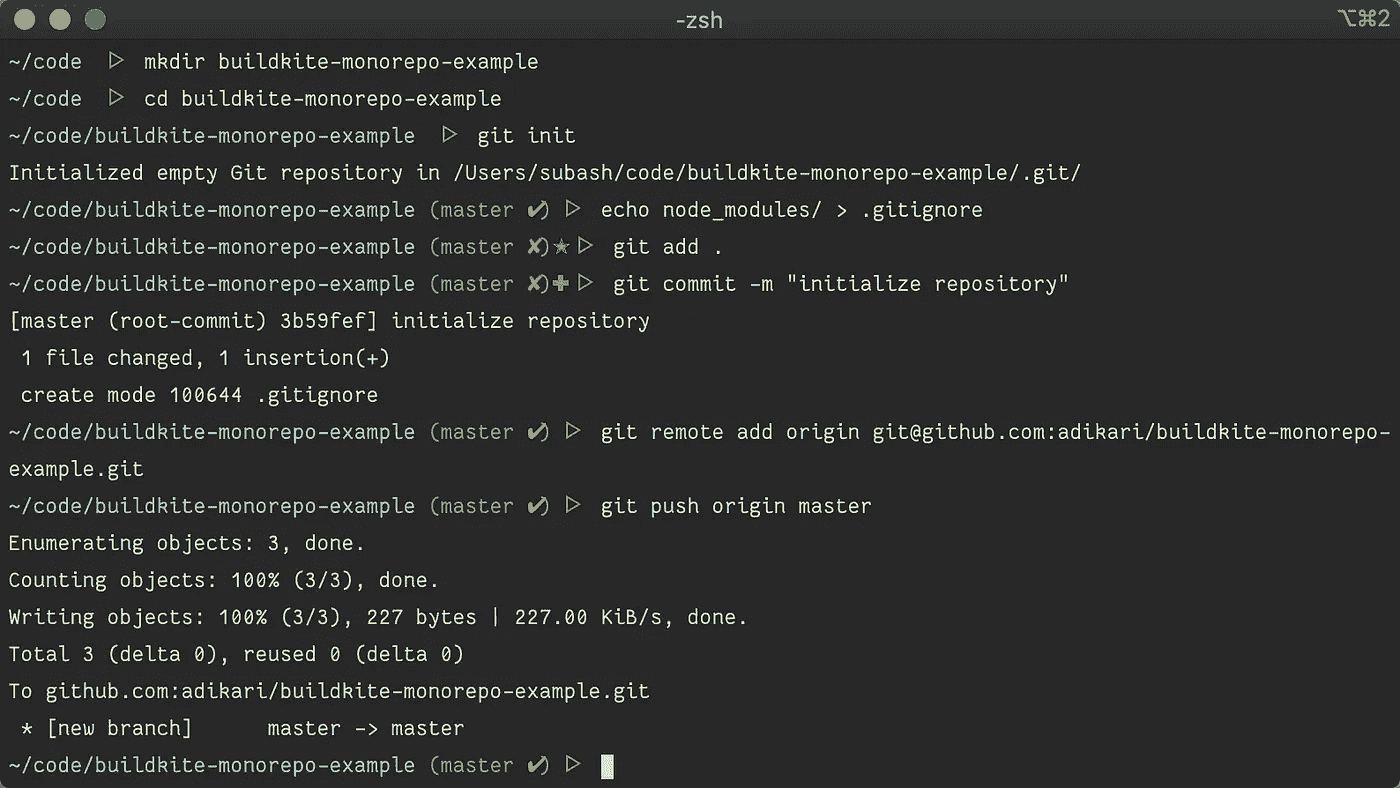 -zsh
⌥⌘2
~/code ▷ mkdir buildkite-monorepo-example
~/code ▷ cd buildkite-monorepo-example
~/code/buildkite-monorepo-example ▷ git init
Initialized empty Git repository in /Users/subash/code/buildkite-monorepo-example/.git/
~/code/buildkite-monorepo-example (master ✔) ▷ echo node_modules/ > .gitignore
~/code/buildkite-monorepo-example (master ✘)★ ▷ git add .
~/code/buildkite-monorepo-example (master ✘)✚ ▷ git commit -m "initialize repository"
[master (root-commit) 3b59fef] initialize repository
 1 file changed, 1 insertion(+)
 create mode 100644 .gitignore
~/code/buildkite-monorepo-example (master ✔) ▷ git remote add origin git@github.com:adikari/buildkite-monorepo-
example.git
~/code/buildkite-monorepo-example (master ✔) ▷ git push origin master
Enumerating objects: 3, done.
Counting objects: 100% (3/3), done.
Writing objects: 100% (3/3), 227 bytes | 227.00 KiB/s, done.
Total 3 (delta 0), reused 0 (delta 0)
To github.com:adikari/buildkite-monorepo-example.git
 * [new branch]      master -> master
~/code/buildkite-monorepo-example (master ✔) ▷